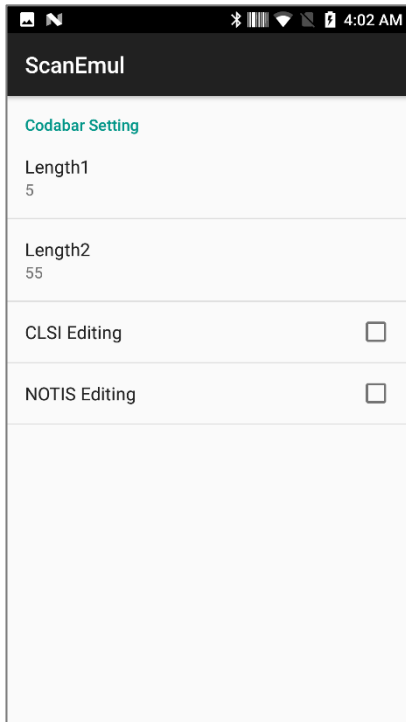 4:02 AM
ScanEmul
Codabar Setting
Length1
5
Length2
55
CLSI Editing
NOTIS Editing